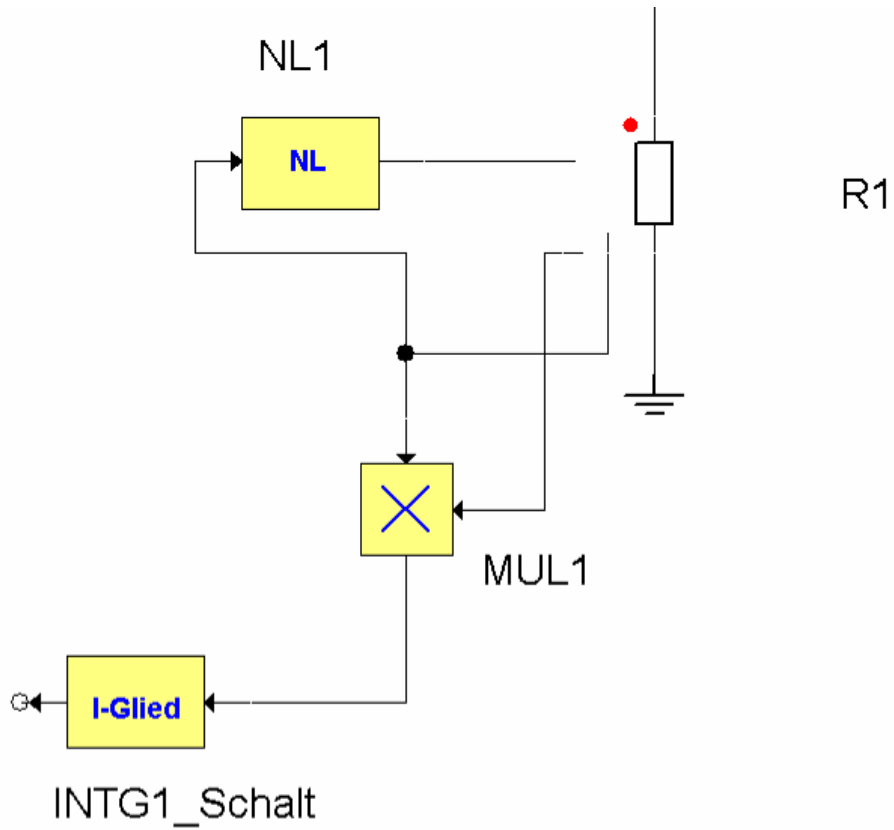 NL1
NL
R1
MUL1
I-Glied
INTG1_Schalt